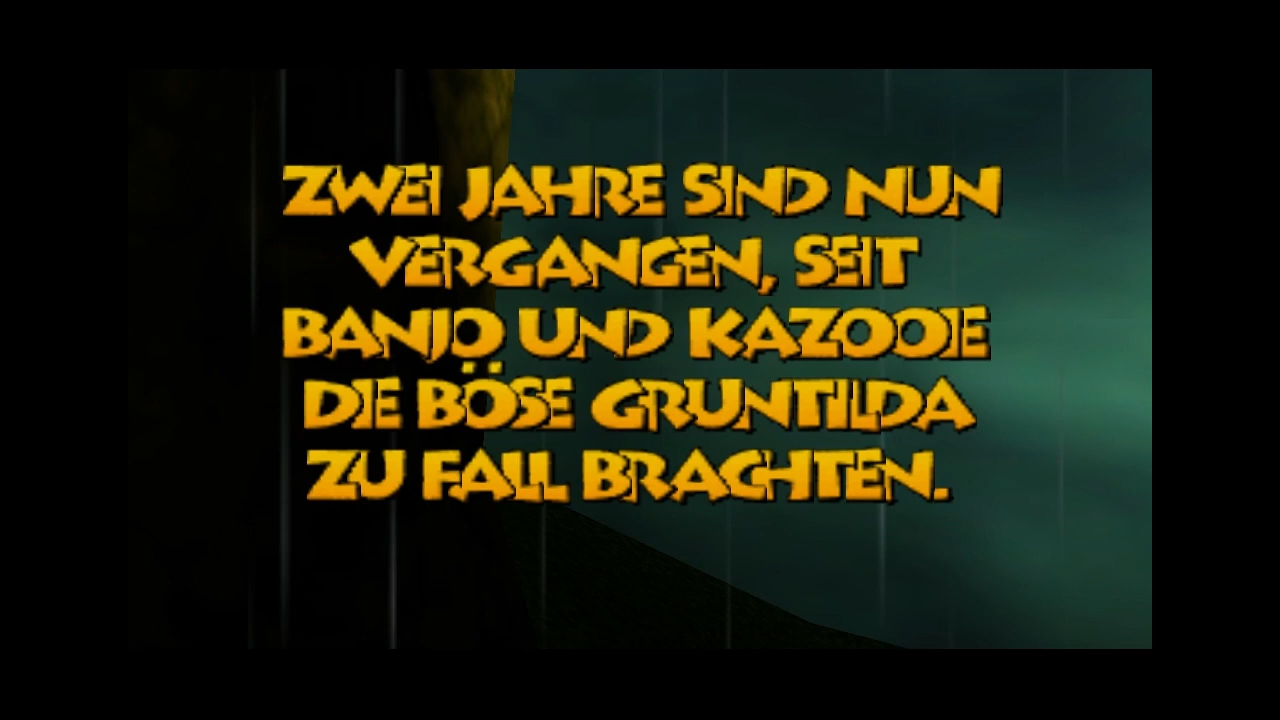 ZWEI JAHRE SIND NUN
VERGANGEN, SEIT
BANJO UND KAZOOIE
DIE BÖSE GRUNTILDA
ZU FALL BRACHTEN.